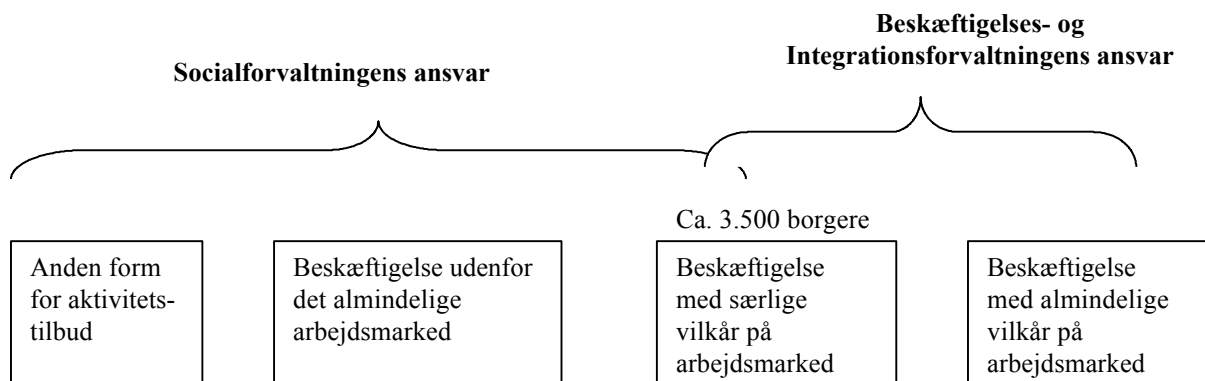 Beskæftigelses- og
Integrationsforvaltningens ansvar
Socialforvaltningens ansvar
Ca. 3.500 borgere
Anden form
for aktivitets-
tilbud
Beskæftigelse udenfor
det almindelige
arbejdsmarked
Beskæftigelse
med særlige
vilkår på
arbejdsmarked
Beskæftigelse
med almindelige
vilkår på
arbejdsmarked